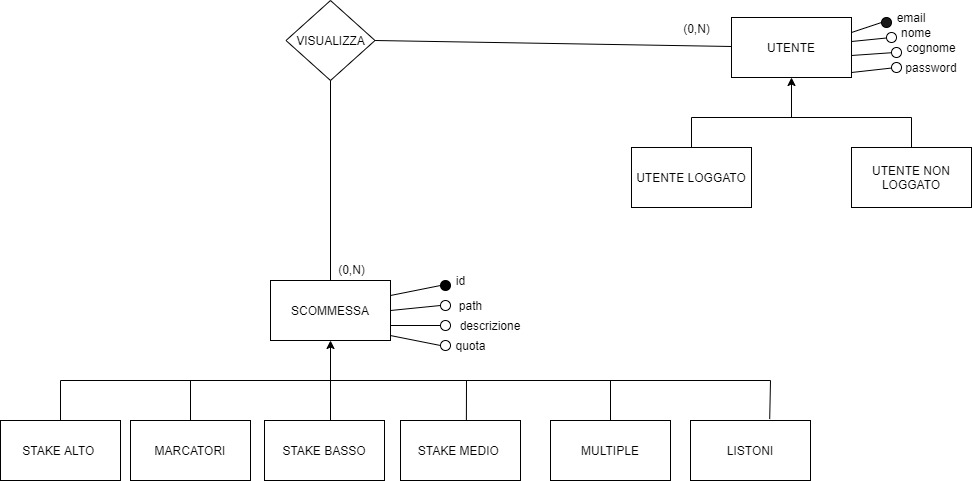 VISUALIZZA
(0,N)
UTENTE
email
nome
cognome
password
UTENTE LOGGATO
UTENTE NON
LOGGATO
(0,N)
SCOMMESSA
id
path
descrizione
quota
STAKE ALTO
MARCATORI
STAKE BASSO
STAKE MEDIO
MULTIPLE
LISTONI